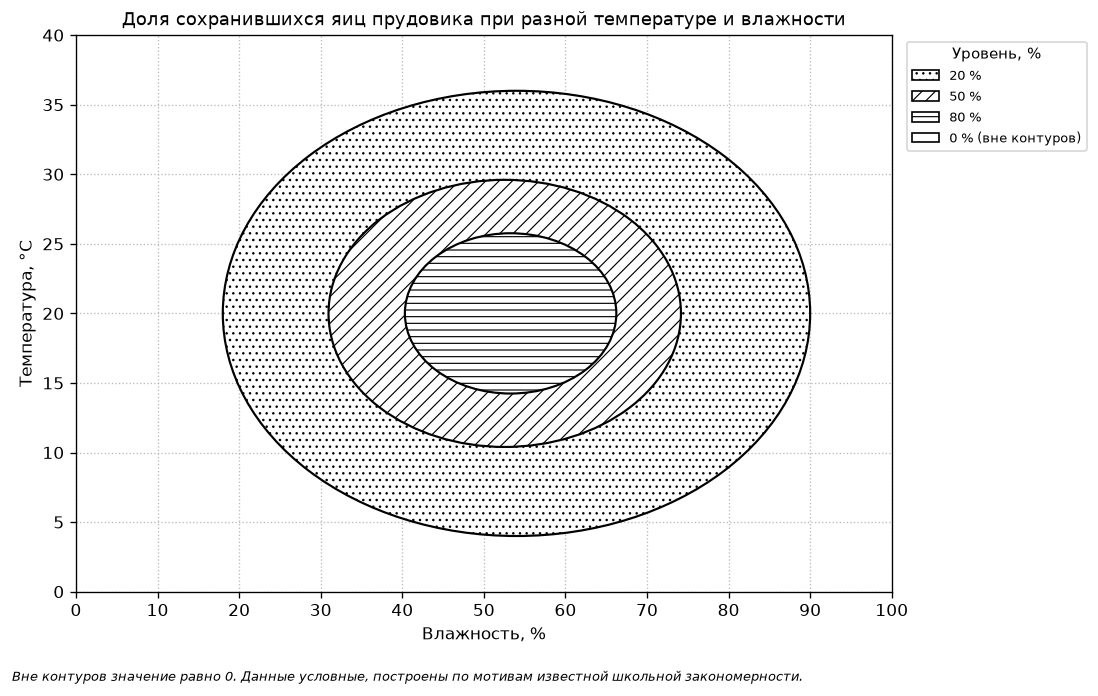 Доля сохранившихся яиц прудовика при разной температуре и влажности
Уровень, %
20 %
50 %
80 %
0 % (вне контуров)
Температура, °C
40
35
30
25
20
15
10
5
0
0 10 20 30 40 50 60 70 80 90 100
Влажность, %
Вне контуров значение равно 0. Данные условные, построены по мотивам известной школьной закономерности.